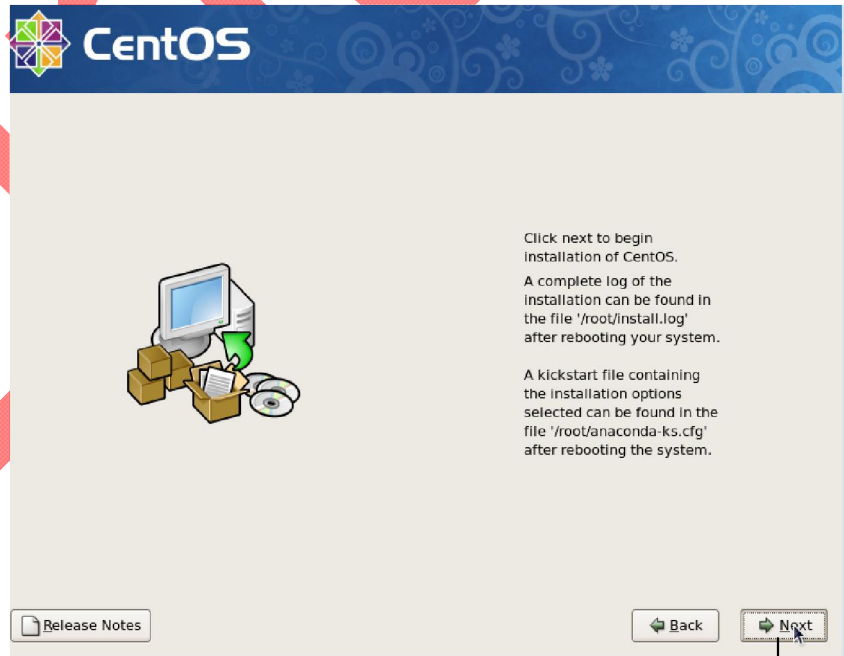 CentOS
Click next to begin
installation of CentOS.
A complete log of the
installation can be found in
the file '/root/install.log'
after rebooting your system.
A kickstart file containing
the installation options
selected can be found in the
file '/root/anaconda-ks.cfg'
after rebooting the system.
Release Notes
Back
Next